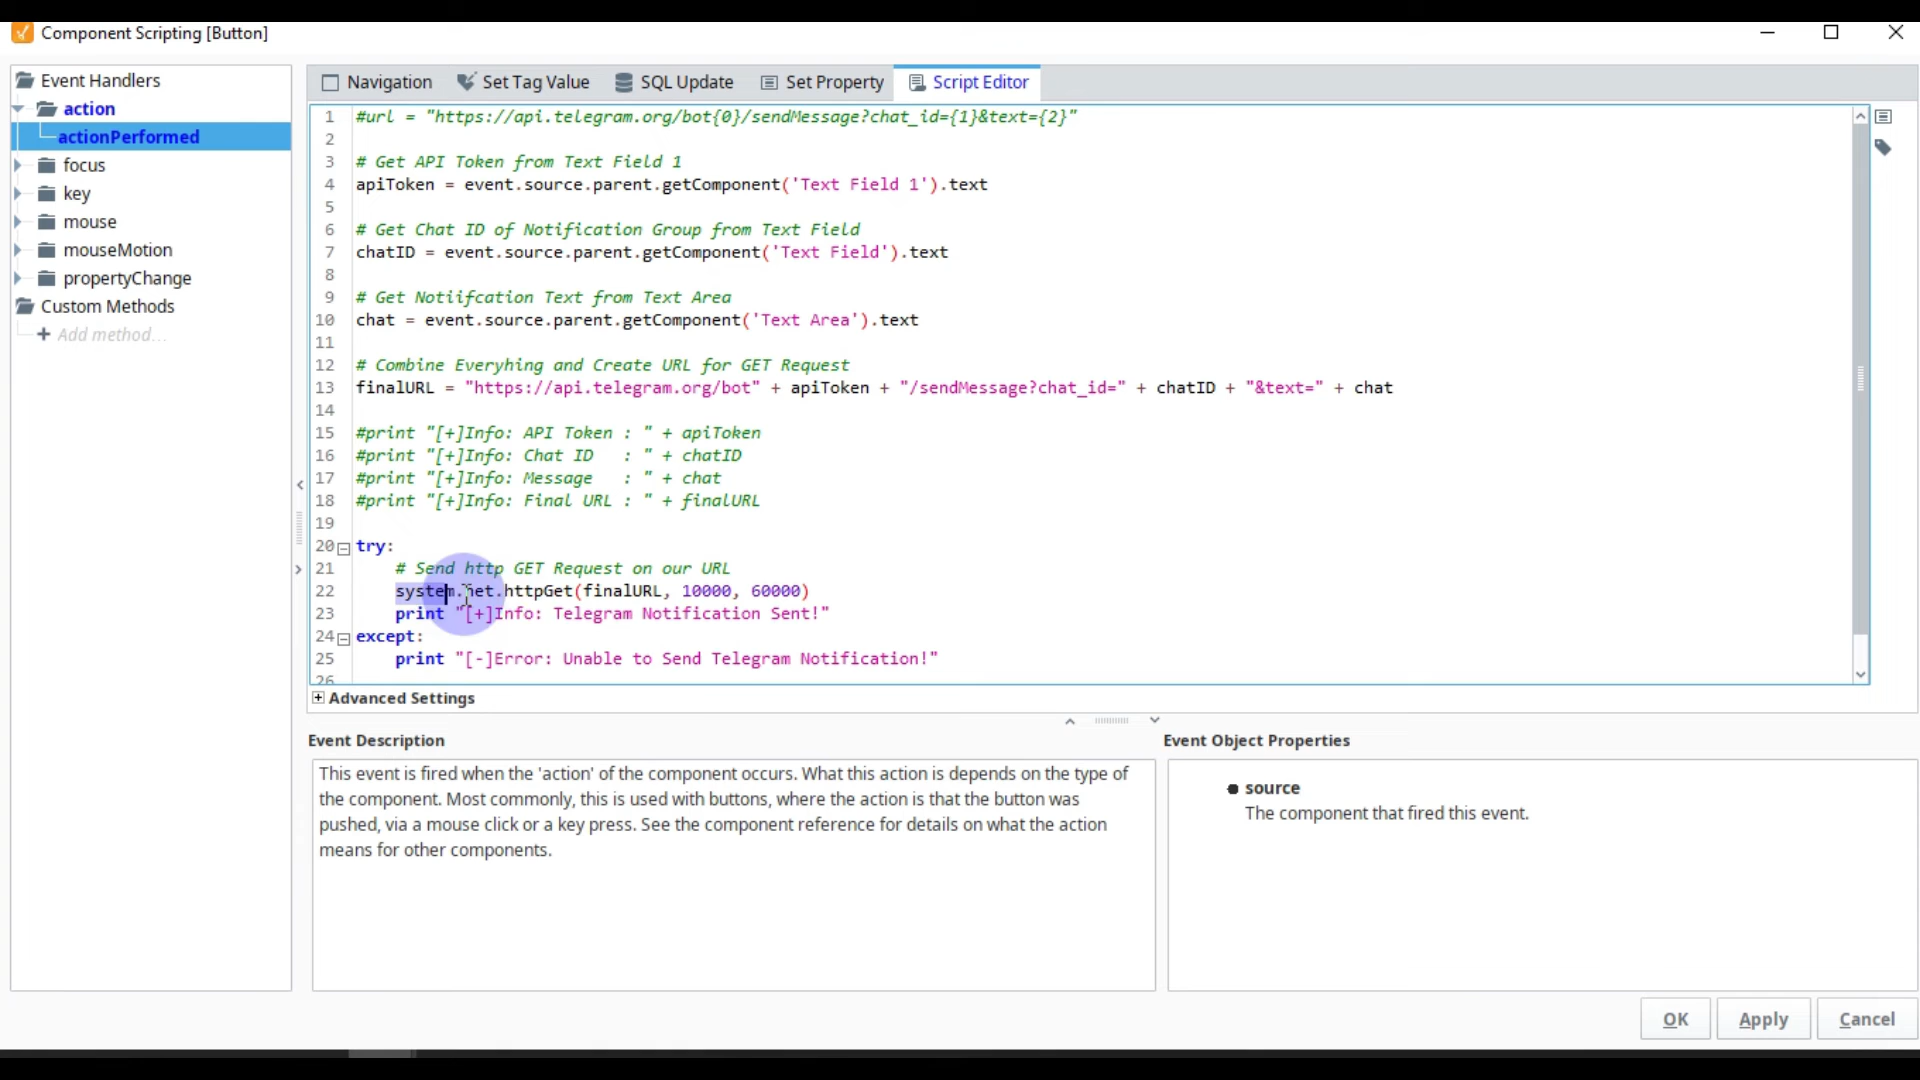 Component Scripting [Button]
Event Handlers
action
actionPerformed
focus
key
mouse
mouseMotion
propertyChange
Custom Methods
Add method...
Navigation
Set Tag Value
SQL Update
Set Property
Script Editor
1 #url = "https://api.telegram.org/bot{0}/sendMessage?chat_id={1}&text={2}"
2
3 # Get API Token from Text Field 1
4 apiToken = event.source.parent.getComponent('Text Field 1').text
5
6 # Get Chat ID of Notification Group from Text Field
7 chatID = event.source.parent.getComponent('Text Field').text
8
9 # Get Notiifcation Text from Text Area
10 chat = event.source.parent.getComponent('Text Area').text
11
12 # Combine Everyhing and Create URL for GET Request
13 finalURL = "https://api.telegram.org/bot" + apiToken + "/sendMessage?chat_id=" + chatID + "&text=" + chat
14
15 #print "[+]Info: API Token : " + apiToken
16 #print "[+]Info: Chat ID   : " + chatID
17 #print "[+]Info: Message   : " + chat
18 #print "[+]Info: Final URL : " + finalURL
19
20 try:
21 # Send http GET Request on our URL
22 system.net.httpGet(finalURL, 10000, 60000)
23 print "[+]Info: Telegram Notification Sent!"
24 except:
25 print "[-]Error: Unable to Send Telegram Notification!"
26
Advanced Settings
Event Description
This event is fired when the 'action' of the component occurs. What this action is depends on the type of
the component. Most commonly, this is used with buttons, where the action is that the button was
pushed, via a mouse click or a key press. See the component reference for details on what the action
means for other components.
Event Object Properties
source
The component that fired this event.
OK
Apply
Cancel